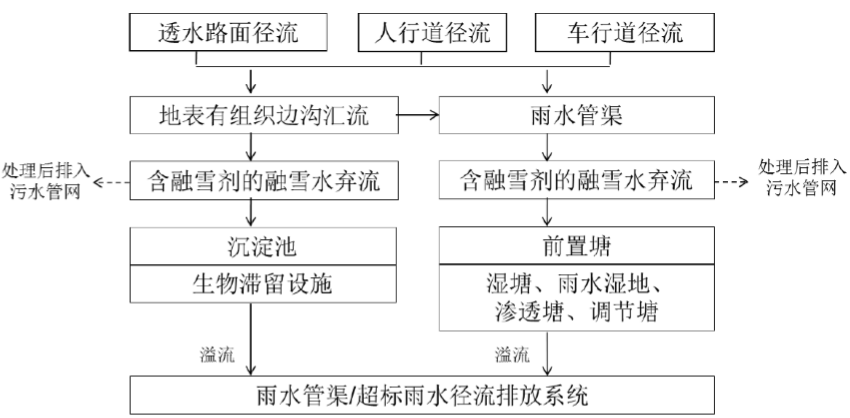 透水路面径流
人行道径流
车行道径流
地表有组织边沟汇流
雨水管渠
处理后排入
污水管网
含融雪剂的融雪水弃流
含融雪剂的融雪水弃流
处理后排入
污水管网
沉淀池
生物滞留设施
前置塘
湿塘、雨水湿地、
渗透塘、调节塘
溢流
溢流
雨水管渠/超标雨水径流排放系统